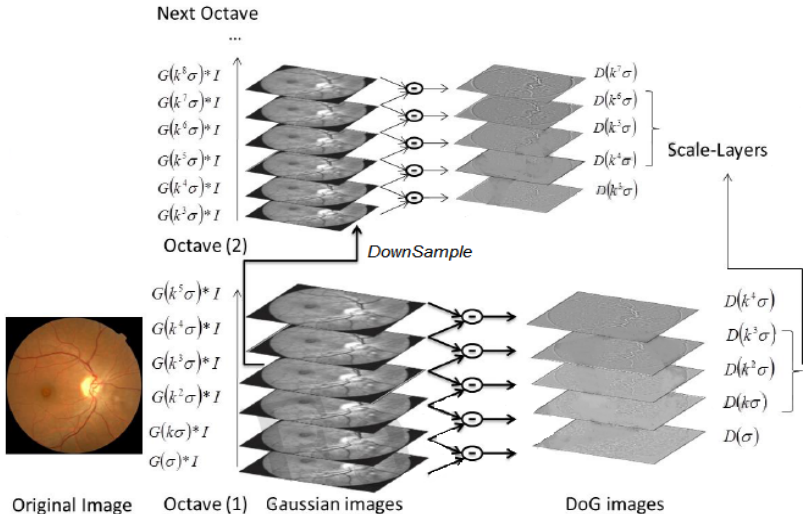 Next Octave
...
G(k⁸σ)* I
G(k⁷σ)* I
G(k⁶σ)* I
G(k⁵σ)* I
G(k⁴σ)* I
G(k³σ)* I
Octave (2)
-
-
-
-
-
D(k⁷σ)
D(k⁶σ)
D(k⁴σ)
D(k³σ)
Scale-Layers
DownSample
G(k⁵σ)* I
G(k⁴σ)* I
G(k³σ)* I
G(k²σ)* I
G(kσ)* I
G(σ)* I
-
-
-
-
-
D(k⁴σ)
D(k³σ)
D(k²σ)
D(kσ)
D(σ)
Original Image
Octave (1)
Gaussian images
DoG images